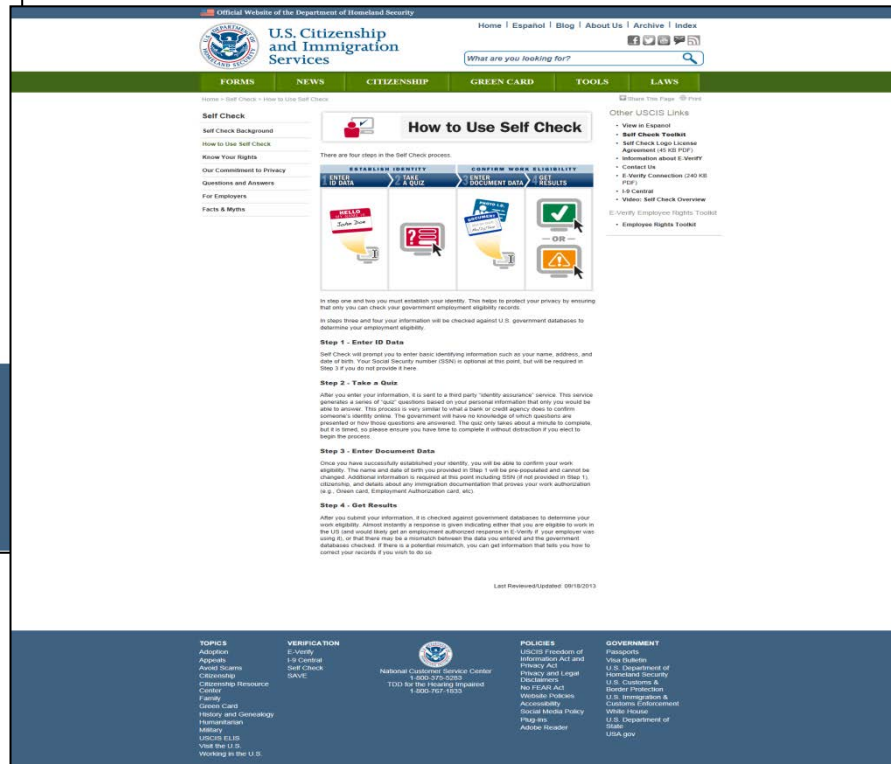 Official Website of the Department of Homeland Security
U.S. Citizenship
and Immigration
Services
Home | Español | Blog | About Us | Archive | Index
What are you looking for?
FORMS NEWS CITIZENSHIP GREEN CARD TOOLS LAWS
Home > Self Check > How to Use Self Check
Share This Page Print
Self Check
Self Check Background
How to Use Self Check
Know Your Rights
Our Commitment to Privacy
Questions and Answers
For Employers
Facts & Myths
How to Use Self Check
There are four steps in the Self Check process.
ESTABLISH IDENTITY CONFIRM WORK ELIGIBILITY
1 ENTER ID DATA
2 TAKE A QUIZ
3 ENTER DOCUMENT DATA
4 GET RESULTS
HELLO
John Doe
PHOTO I.D.
DOCUMENT
OR
In step one and two you must establish your identity. This helps to protect your privacy by ensuring
that only you can check your government employment eligibility records.
In steps three and four your information will be checked against U.S. government databases to
determine your employment eligibility.
Step 1 - Enter ID Data
Self Check will prompt you to enter basic identifying information such as your name, address, and
date of birth. Your Social Security number (SSN) is optional at this point, but will be required in
Step 3 if you do not provide it here.
Step 2 - Take a Quiz
After you enter your information, it is sent to a third party "identity assurance" service. This service
generates a series of "quiz" questions based on your personal information that only you would be
able to answer. This process is very similar to what a bank or credit agency does to confirm
someone's identity online. The government will have no knowledge of which questions are
presented or how those questions are answered. The quiz only takes about a minute to complete,
but it is timed, so please ensure you have time to complete it without distraction if you elect to
begin the process.
Step 3 - Enter Document Data
Once you have successfully established your identity, you will be able to confirm your work
eligibility. The name and date of birth you provided in Step 1 will be pre-populated and cannot be
changed. Additional information is required at this point including SSN (if not provided in Step 1),
citizenship, and details about any immigration documentation that proves your work authorization
(e.g., Green card, Employment Authorization card, etc).
Step 4 - Get Results
After you submit your information, it is checked against government databases to determine your
work eligibility. Almost instantly a response is given indicating either that you are eligible to work in
the US (and would likely get an employment authorized response in E-Verify if your employer was
using it), or that there may be a mismatch between the data you entered and the government
databases checked. If there is a potential mismatch, you can get information that tells you how to
correct your records if you wish to do so.
Last Reviewed/Updated: 09/16/2013
Other USCIS Links
View in Espanol
Self Check Toolkit
Self Check Logo License
Agreement (45 KB PDF)
Information about E-Verify
Contact Us
E-Verify Connection (240 KB
PDF)
I-9 Central
Video: Self Check Overview
E-Verify Employee Rights Toolkit
Employee Rights Toolkit
TOPICS
Adoption
Appeals
Avoid Scams
Citizenship
Citizenship Resource
Center
Family
Green Card
History and Genealogy
Humanitarian
Military
USCIS ELIS
Visit the U.S.
Working in the U.S.
VERIFICATION
E-Verify
I-9 Central
Self Check
SAVE
National Customer Service Center
1-800-375-5283
TDD for the Hearing Impaired
1-800-767-1833
POLICIES
USCIS Freedom of
Information Act and
Privacy Act
Privacy and Legal
Disclaimers
No FEAR Act
Website Policies
Accessibility
Social Media Policy
Plug-ins
Adobe Reader
GOVERNMENT
Passports
Visa Bulletin
U.S. Department of
Homeland Security
U.S. Customs &
Border Protection
U.S. Immigration &
Customs Enforcement
White House
U.S. Department of
State
USA.gov